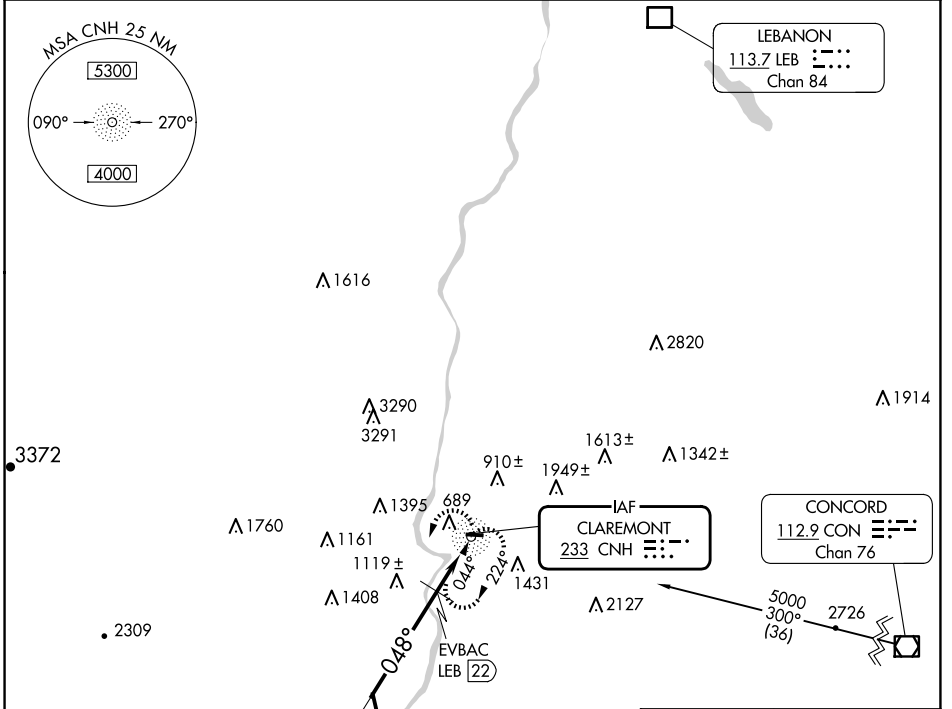 MSA CNH 25 NM
5300
090°
270°
4000
LEBANON
113.7 LEB
Chan 84
1616
2820
3290
3291
1914
3372
1613±
1342±
910±
1949±
1395
689
1760
1161
IAF
CLAREMONT
233 CNH
CONCORD
112.9 CON
Chan 76
1119±
044°
224°
1431
1408
2127
5000
300°
(36)
2726
2309
048°
EVBAC
LEB 22